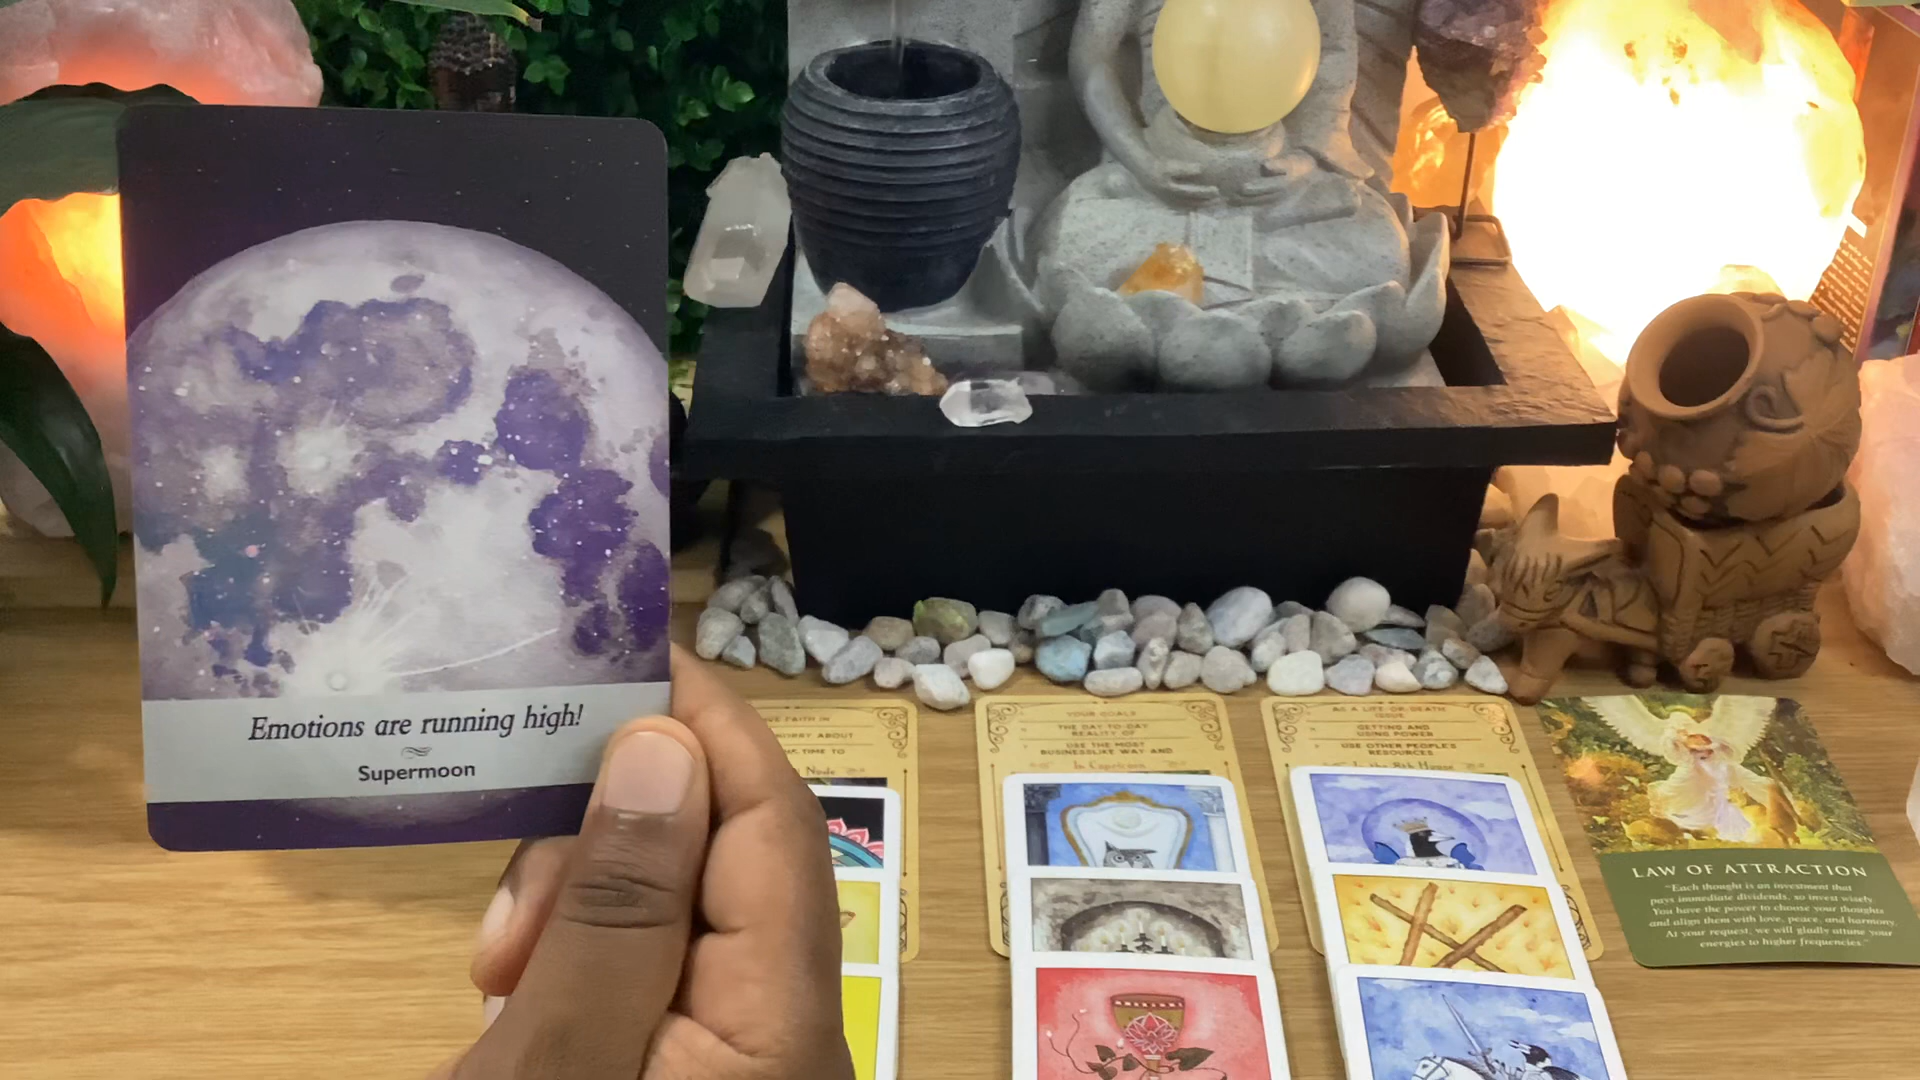 Emotions are running high!
Supermoon
FAITH IN
WORRY ABOUT
TIME TO
Node
YOUR GOALS
THE DAY-TO-DAY
REALITY OF
USE THE MOST
BUSINESSLIKE WAY AND
In Capricorn
AS A LIFE-OR-DEATH
ISSUE
GETTING AND
USING POWER
USE OTHER PEOPLE'S
RESOURCES
In the 8th House
LAW OF ATTRACTION
"Each thought is an investment that
pays immediate dividends, so invest wisely.
You have the power to choose your thoughts
and align them with love, peace, and harmony.
At your request, we will gladly attune your
energies to higher frequencies."